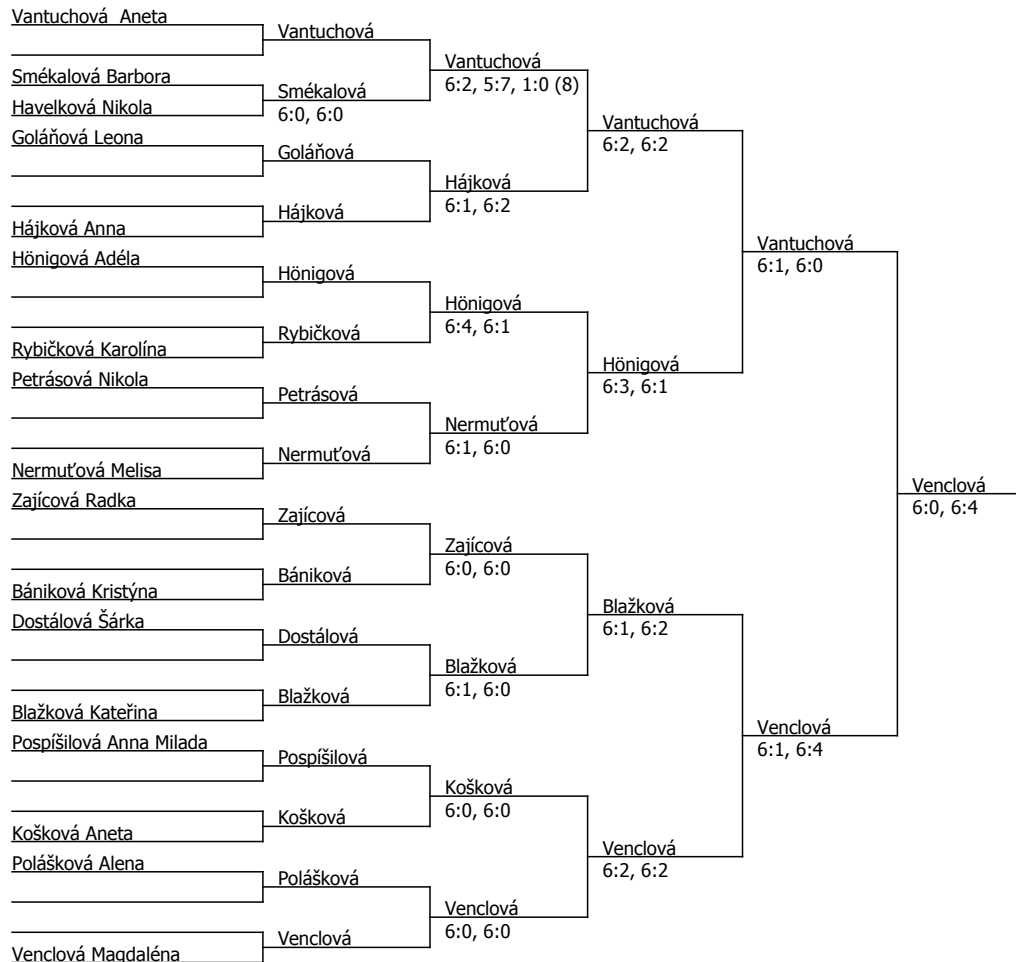 Vantuchová  Aneta
Smékalová Barbora
Havelková Nikola
Goláňová Leona
Hájková Anna
Hönigová Adéla
Rybičková Karolína
Petrásová Nikola
Nermuťová Melisa
Zajícová Radka
Bániková Kristýna
Dostálová Šárka
Blažková Kateřina
Pospíšilová Anna Milada
Košková Aneta
Polášková Alena
Venclová Magdaléna
Vantuchová
Smékalová
6:0, 6:0
Goláňová
Hájková
Hönigová
Rybičková
Petrásová
Nermuťová
Zajícová
Bániková
Dostálová
Blažková
Pospíšilová
Košková
Polášková
Venclová
Vantuchová
6:2, 5:7, 1:0 (8)
Hájková
6:1, 6:2
Hönigová
6:4, 6:1
Nermuťová
6:1, 6:0
Zajícová
6:0, 6:0
Blažková
6:1, 6:0
Košková
6:0, 6:0
Venclová
6:0, 6:0
Vantuchová
6:2, 6:2
Hönigová
6:3, 6:1
Blažková
6:1, 6:2
Venclová
6:2, 6:2
Vantuchová
6:1, 6:0
Venclová
6:1, 6:4
Venclová
6:0, 6:4